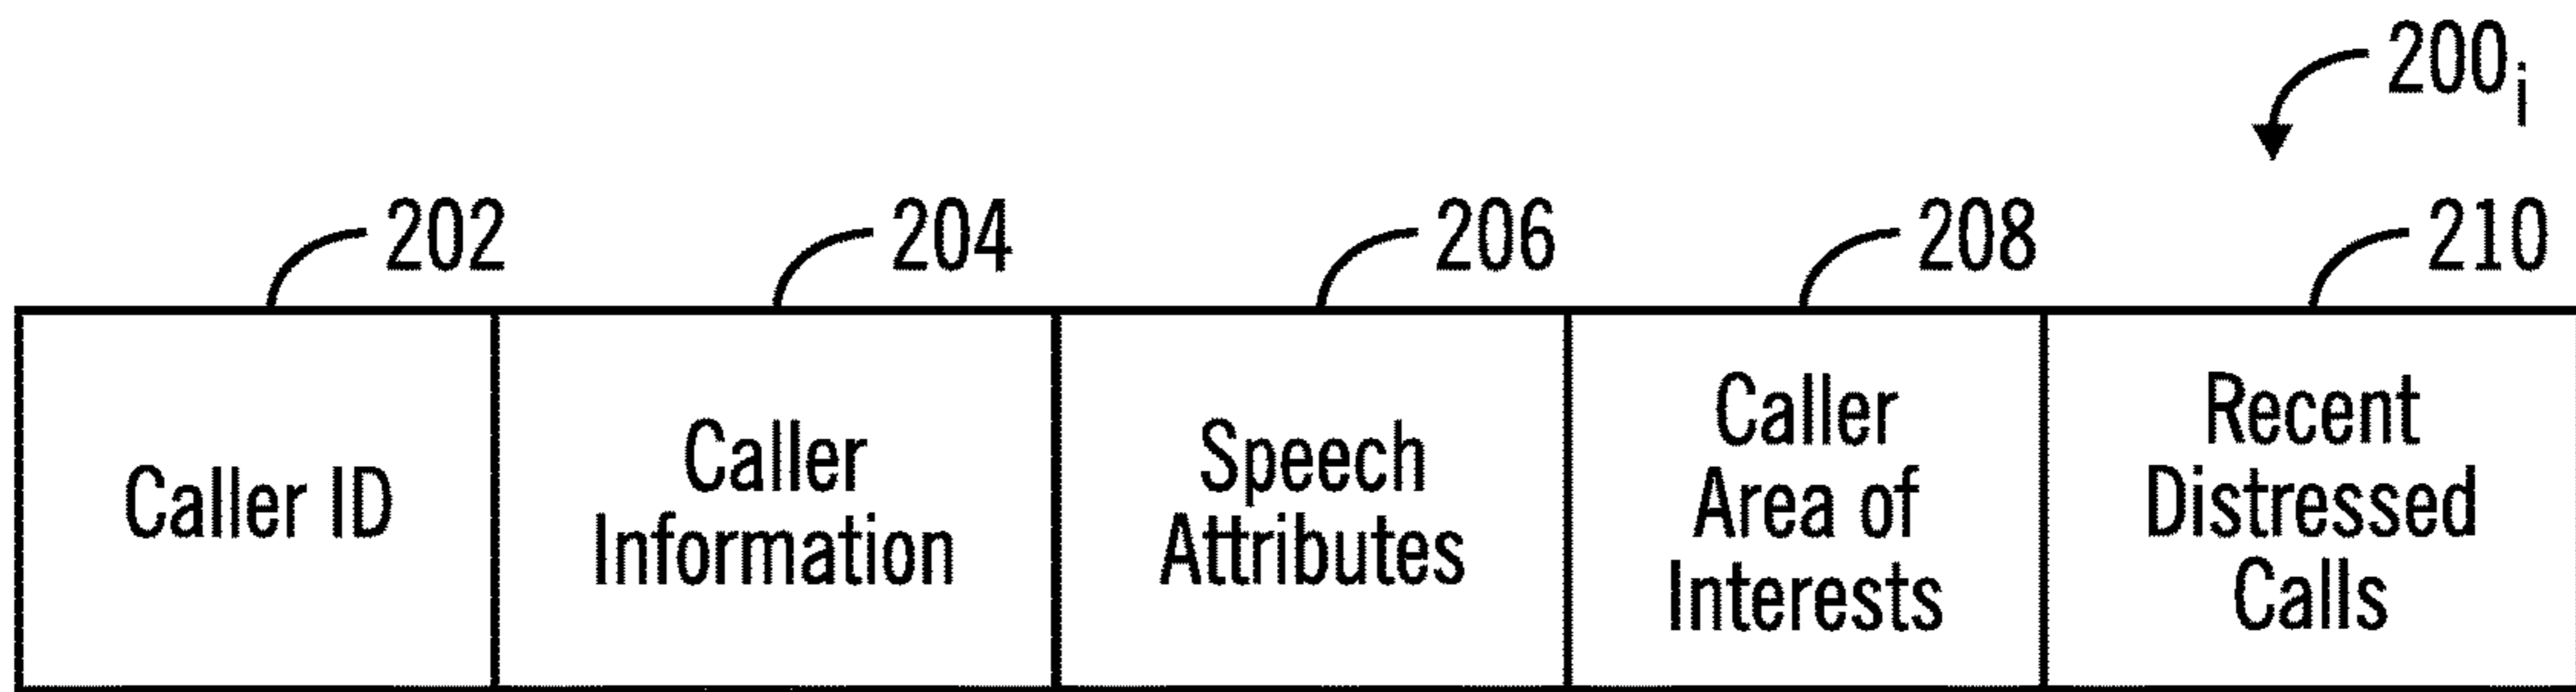 200i
202
204
206
208
210
Caller ID
Caller
Information
Speech
Attributes
Caller
Area of
Interests
Recent
Distressed
Calls